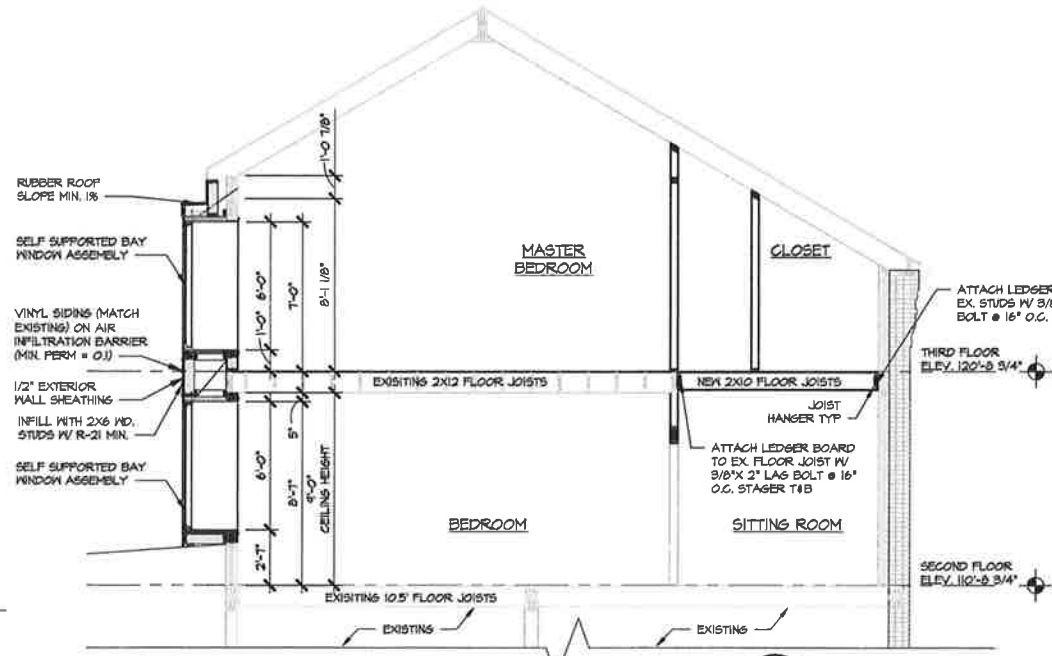 RUBBER ROOF
SLOPE MIN. 1%
SELF SUPPORTED BAY
WINDOW ASSEMBLY
VINYL SIDING (MATCH
EXISTING) ON AIR
INFILTRATION BARRIER
(MIN. PERM = 0.1)
1/2" EXTERIOR
WALL SHEATHING
INFILL WITH 2X6 WD.
STUDS W/ R-21 MIN.
SELF SUPPORTED BAY
WINDOW ASSEMBLY
1'-0 7/8"
6'-0"
7'-0"
8'-1 1/8"
1'-0"
MASTER
BEDROOM
CLOSET
EXISITING 2X12 FLOOR JOISTS
NEW 2X10 FLOOR JOISTS
ATTACH LEDGER
EX. STUDS W/ 3/8
BOLT @ 16" O.C.
THIRD FLOOR
ELEV. 120'-8 3/4"
JOIST
HANGER TYP
ATTACH LEDGER BOARD
TO EX. FLOOR JOIST W/
3/8"X 2" LAG BOLT @ 16"
O.C. STAGER T&B
5"
6'-0"
8'-7"
9'-0"
CEILING HEIGHT
2'-7"
BEDROOM
SITTING ROOM
SECOND FLOOR
ELEV. 110'-8 3/4"
EXISITING 10.5' FLOOR JOISTS
EXISTING
EXISTING